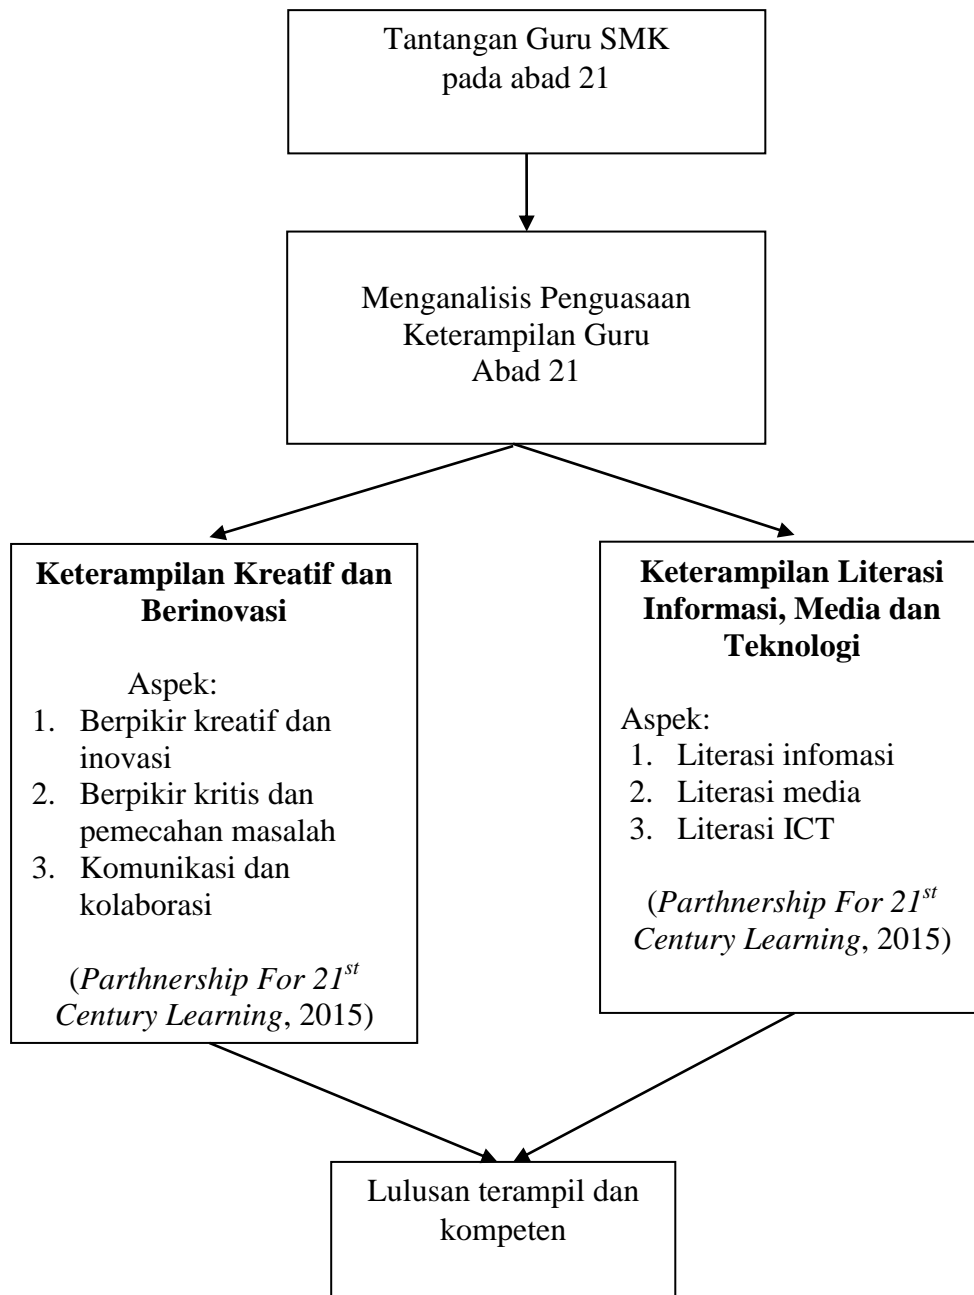 Tantangan Guru SMK
pada abad 21
Menganalisis Penguasaan
Keterampilan Guru
Abad 21
Keterampilan Kreatif dan
Berinovasi
Aspek:
1. Berpikir kreatif dan
inovasi
2. Berpikir kritis dan
pemecahan masalah
3. Komunikasi dan
kolaborasi
(Parthnership For 21st
Century Learning, 2015)
Keterampilan Literasi
Informasi, Media dan
Teknologi
Aspek:
1. Literasi infomasi
2. Literasi media
3. Literasi ICT
(Parthnership For 21st
Century Learning, 2015)
Lulusan terampil dan
kompeten